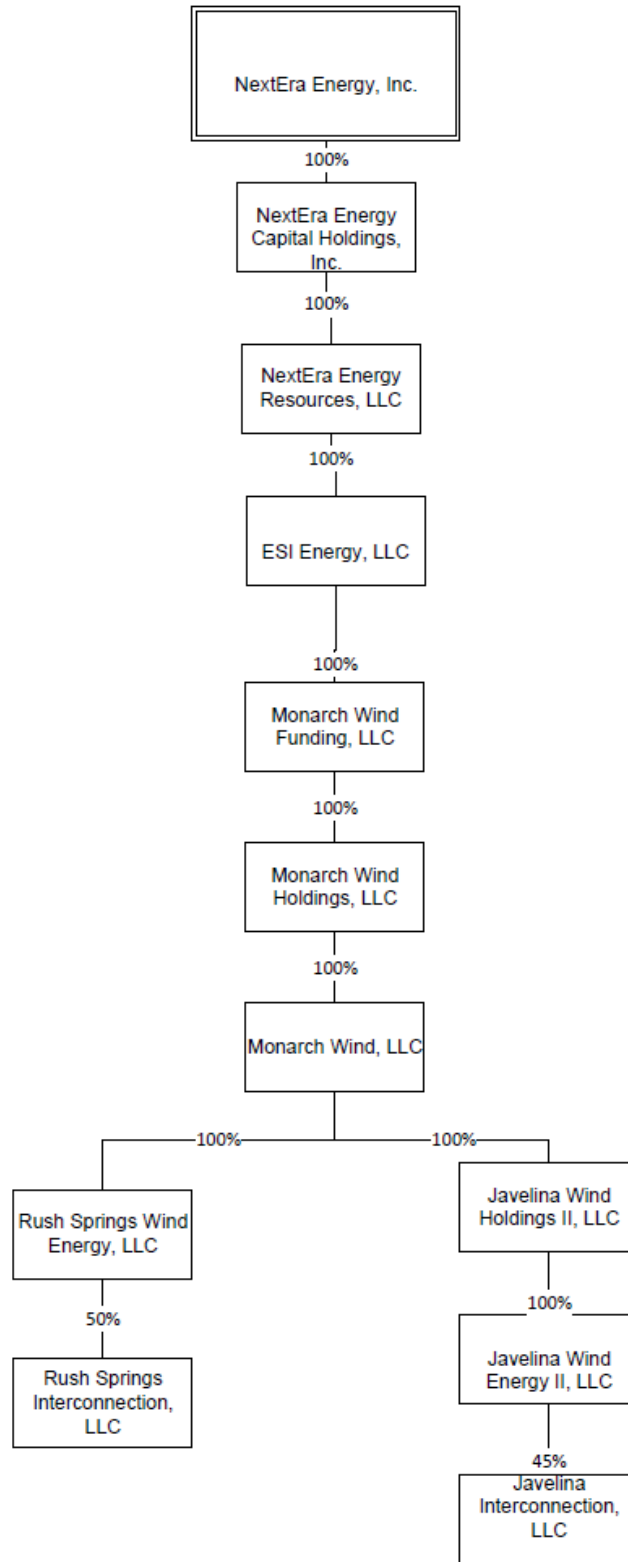 NextEra Energy, Inc.
100%
NextEra Energy
Capital Holdings,
Inc.
100%
NextEra Energy
Resources, LLC
100%
ESI Energy, LLC
100%
Monarch Wind
Funding, LLC
100%
Monarch Wind
Holdings, LLC
100%
Monarch Wind, LLC
100%
100%
Rush Springs Wind
Energy, LLC
50%
Rush Springs
Interconnection,
LLC
Javelina Wind
Holdings II, LLC
100%
Javelina Wind
Energy II, LLC
45%
Javelina
Interconnection,
LLC